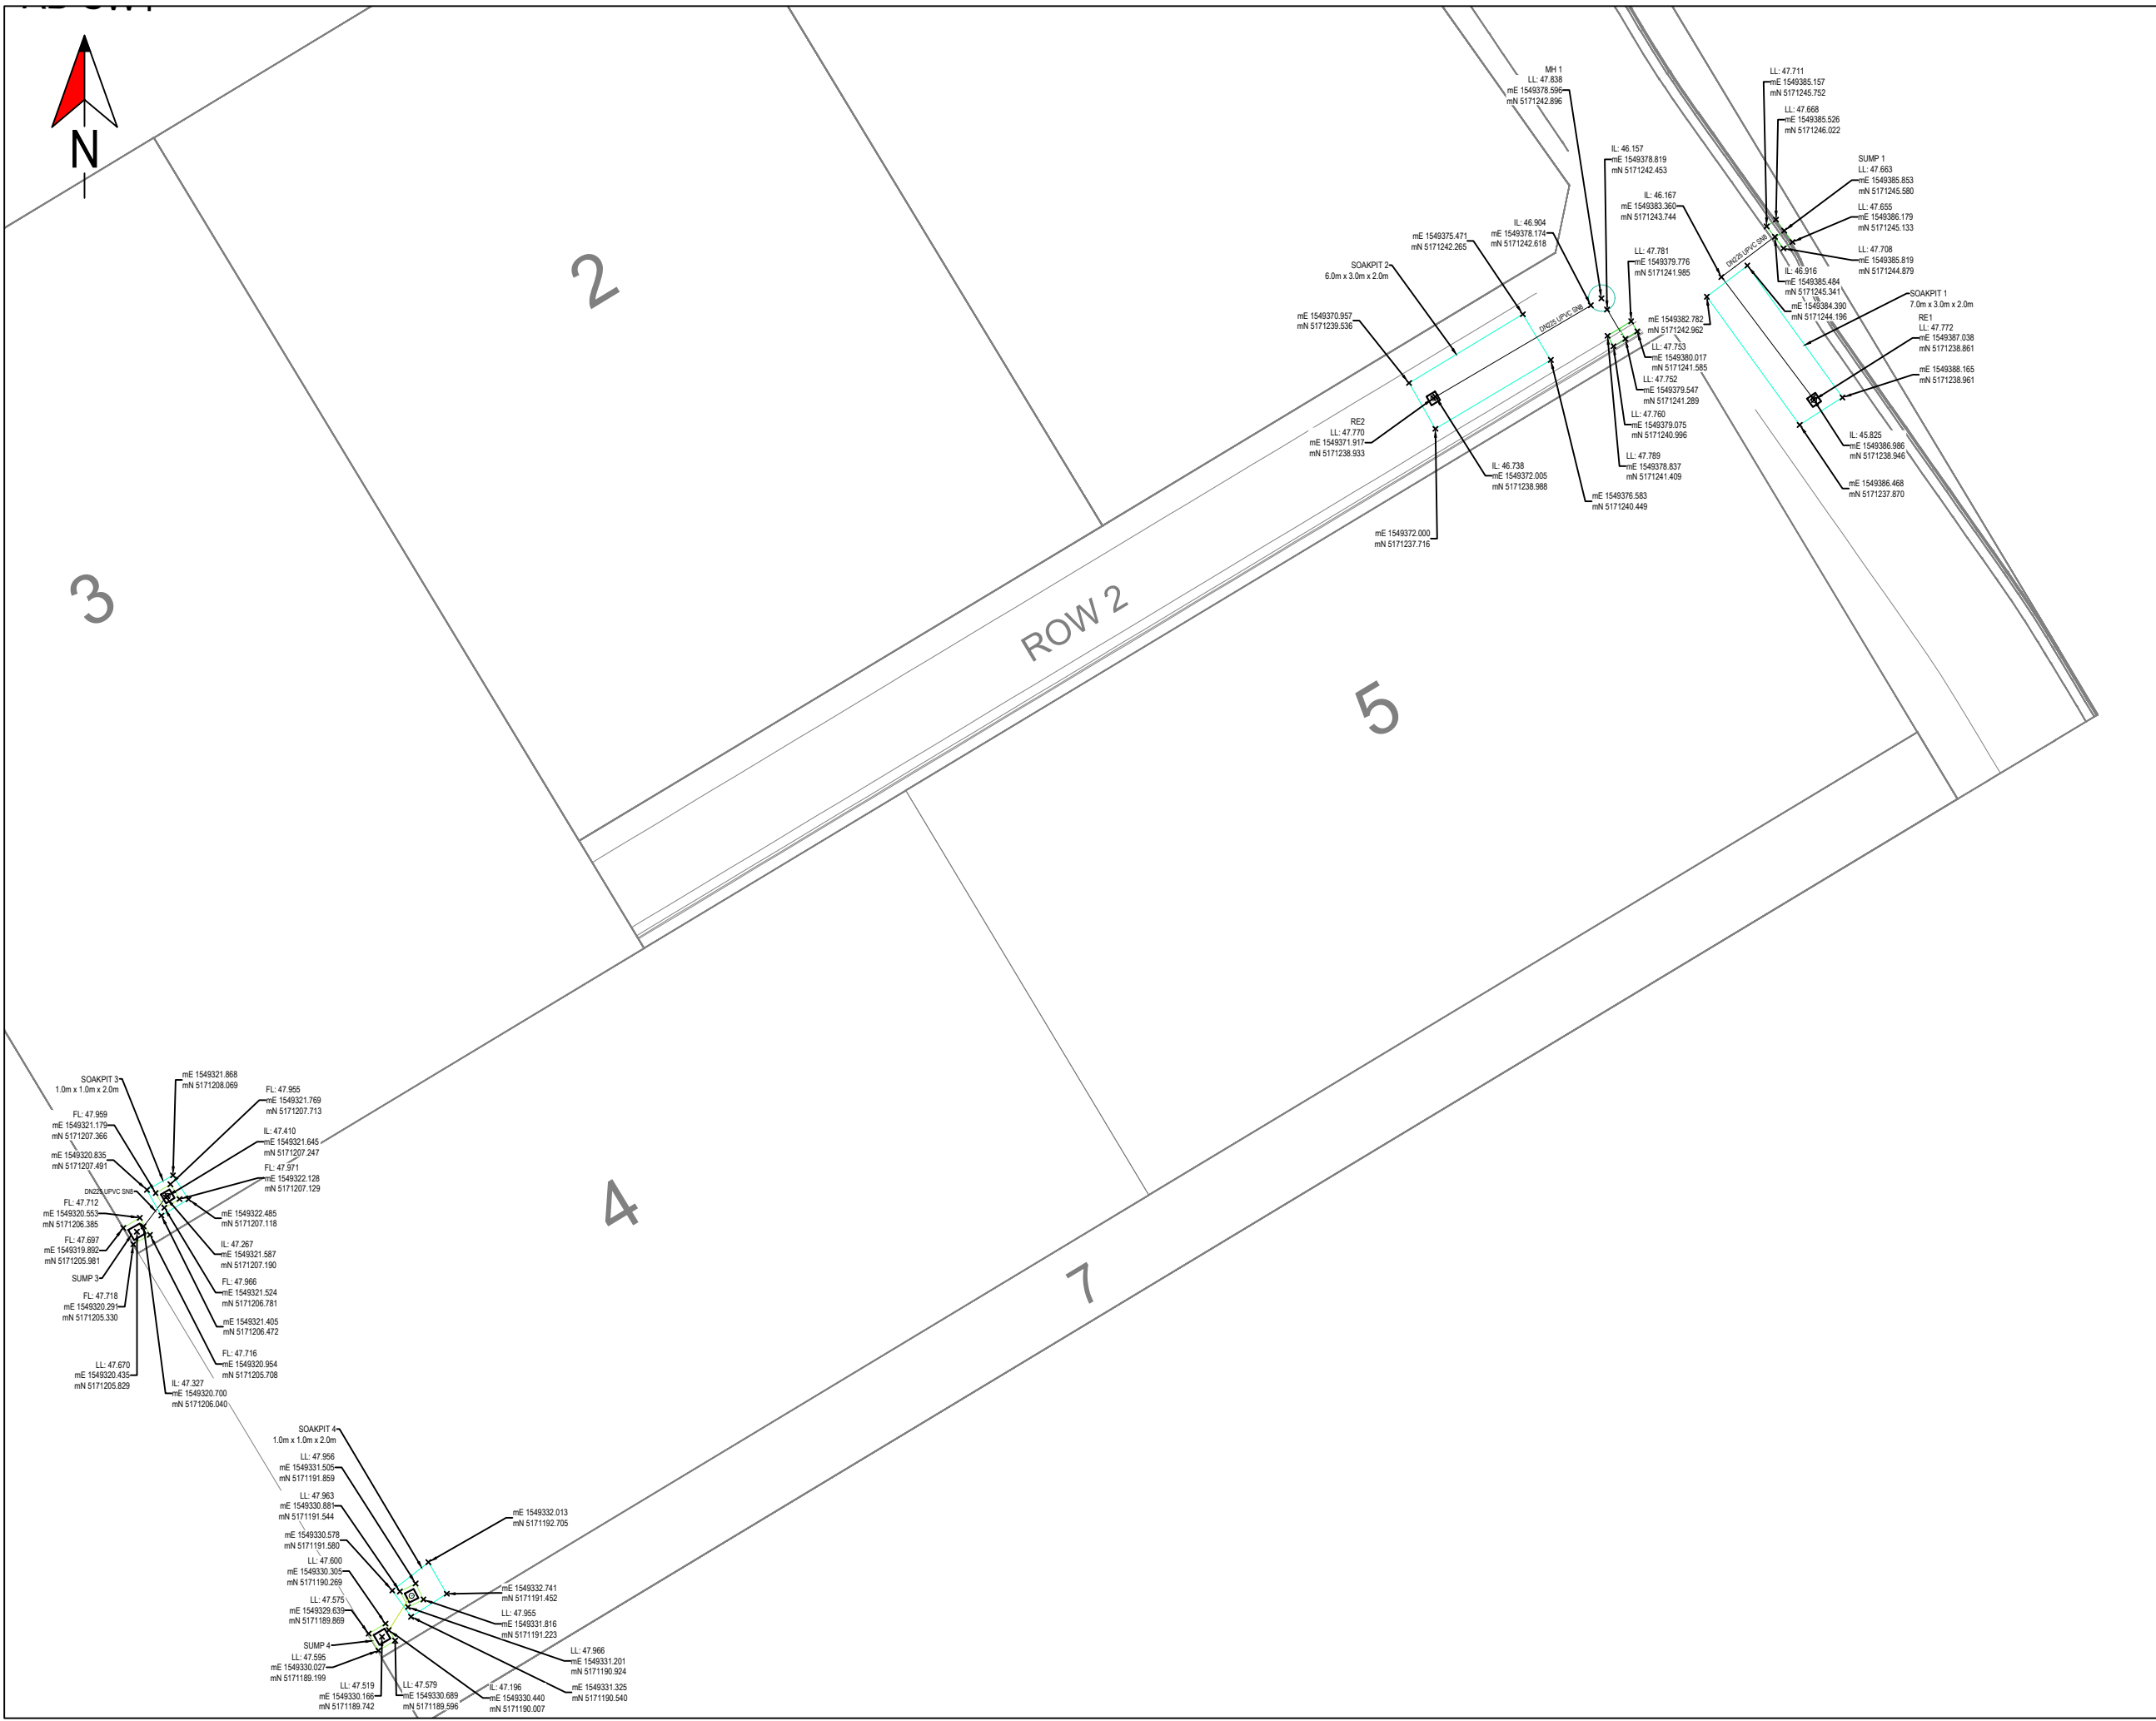 N
2
3
ROW 2
5
4
7
MH 1
LL: 47.838
mE 1549378.596
mN 5171242.896
LL: 47.711
mE 1549385.157
mN 5171245.752
LL: 47.668
mE 1549385.526
mN 5171246.022
IL: 46.157
mE 1549378.819
mN 5171242.453
SUMP 1
LL: 47.663
mE 1549385.853
mN 5171245.580
IL: 46.167
mE 1549383.360
mN 5171243.744
LL: 47.655
mE 1549386.179
mN 5171245.133
IL: 46.904
mE 1549378.174
mN 5171242.618
mE 1549375.471
mN 5171242.265
DN225 UPVC SN8
LL: 47.781
mE 1549379.776
mN 5171241.985
LL: 47.708
mE 1549385.819
mN 5171244.879
SOAKPIT 2
6.0m x 3.0m x 2.0m
IL: 46.916
mE 1549385.484
mN 5171245.341
SOAKPIT 1
7.0m x 3.0m x 2.0m
mE 1549384.390
mN 5171244.196
mE 1549370.957
mN 5171239.536
DN225 UPVC SN8
mE 1549382.782
mN 5171242.962
RE1
LL: 47.772
mE 1549387.038
mN 5171238.861
LL: 47.753
mE 1549380.017
mN 5171241.585
mE 1549388.165
mN 5171238.961
LL: 47.752
mE 1549379.547
mN 5171241.289
LL: 47.760
mE 1549379.075
mN 5171240.996
RE2
LL: 47.770
mE 1549371.917
mN 5171238.933
IL: 45.825
mE 1549386.986
mN 5171238.946
LL: 47.789
mE 1549378.837
mN 5171241.409
IL: 46.738
mE 1549372.005
mN 5171238.988
mE 1549386.468
mN 5171237.870
mE 1549376.583
mN 5171240.449
mE 1549372.000
mN 5171237.716
SOAKPIT 3
1.0m x 1.0m x 2.0m
mE 1549321.868
mN 5171208.069
FL: 47.955
mE 1549321.769
mN 5171207.713
FL: 47.959
mE 1549321.179
mN 5171207.366
IL: 47.410
mE 1549321.645
mN 5171207.247
mE 1549320.835
mN 5171207.491
FL: 47.971
mE 1549322.128
mN 5171207.129
DN225 UPVC SN8
FL: 47.712
mE 1549320.553
mN 5171206.385
mE 1549322.485
mN 5171207.118
FL: 47.697
mE 1549319.892
mN 5171205.981
IL: 47.267
mE 1549321.587
mN 5171207.190
SUMP 3
FL: 47.966
mE 1549321.524
mN 5171206.781
FL: 47.718
mE 1549320.291
mN 5171205.330
mE 1549321.405
mN 5171206.472
FL: 47.716
mE 1549320.954
mN 5171205.708
LL: 47.670
mE 1549320.435
mN 5171205.829
IL: 47.327
mE 1549320.700
mN 5171206.040
SOAKPIT 4
1.0m x 1.0m x 2.0m
LL: 47.956
mE 1549331.505
mN 5171191.859
LL: 47.963
mE 1549330.881
mN 5171191.544
mE 1549332.013
mN 5171192.705
mE 1549330.578
mN 5171191.580
LL: 47.600
mE 1549330.305
mN 5171190.269
mE 1549332.741
mN 5171191.452
LL: 47.575
mE 1549329.639
mN 5171189.869
LL: 47.955
mE 1549331.816
mN 5171191.223
SUMP 4
LL: 47.595
mE 1549330.027
mN 5171189.199
LL: 47.966
mE 1549331.201
mN 5171190.924
LL: 47.519
mE 1549330.166
mN 5171189.742
LL: 47.579
mE 1549330.689
mN 5171189.596
IL: 47.196
mE 1549330.440
mN 5171190.007
mE 1549331.325
mN 5171190.540